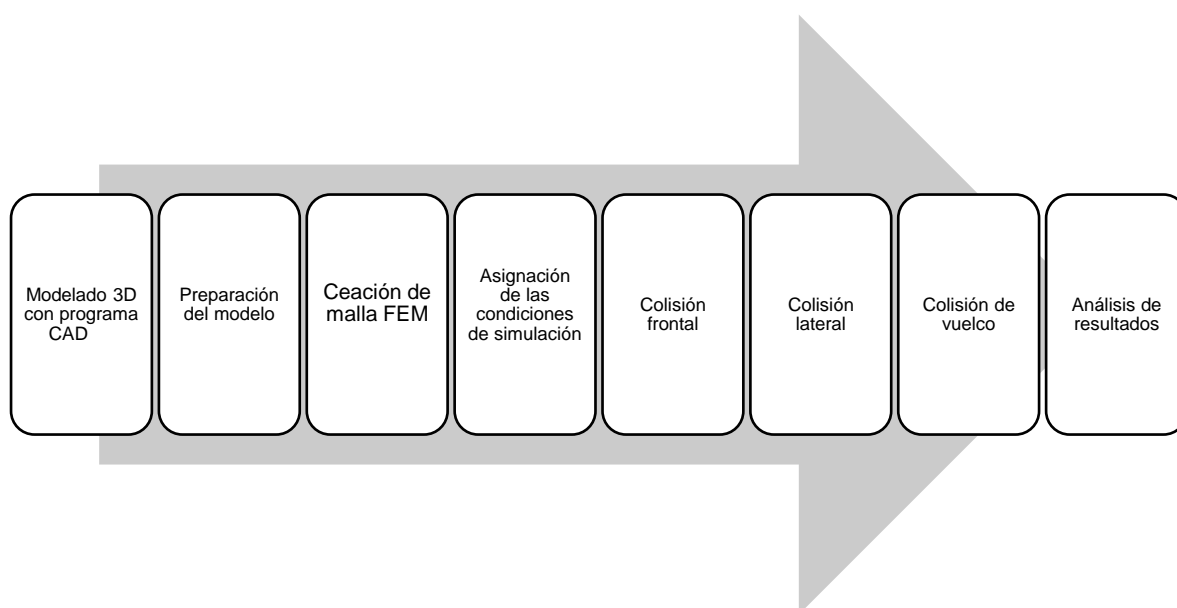 Modelado 3D
con programa
CAD
Preparación
del modelo
Ceación de
malla FEM
Asignación
de las
condiciones
de simulación
Colisión
frontal
Colisión
lateral
Colisión de
vuelco
Análisis de
resultados